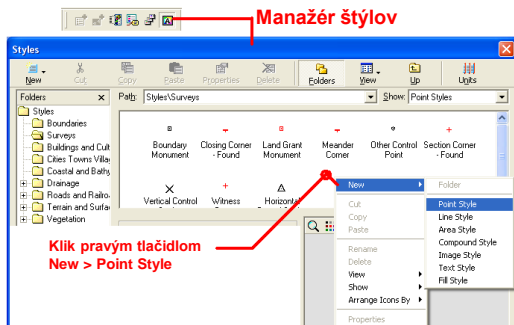 Manažér štýlov
Styles
New Cut Copy Paste Properties Delete Folders View Up Units
Folders x Path: Styles\Surveys Show: Point Styles
Styles
Boundaries
Surveys
Buildings and Cult
Cities Towns Villag
Coastal and Bathy
Drainage
Roads and Railro
Terrain and Surfa
Vegetation
Boundary Monument
Closing Corner - Found
Land Grant Monument
Meander Corner
Other Control Point
Section Corner - Found
Vertical Control
Witness
Horizontal
New
Cut
Copy
Paste
Rename
Delete
View
Show
Arrange Icons By
Properties
Folder
Point Style
Line Style
Area Style
Compound Style
Image Style
Text Style
Fill Style
Klik pravým tlačidlom
New > Point Style